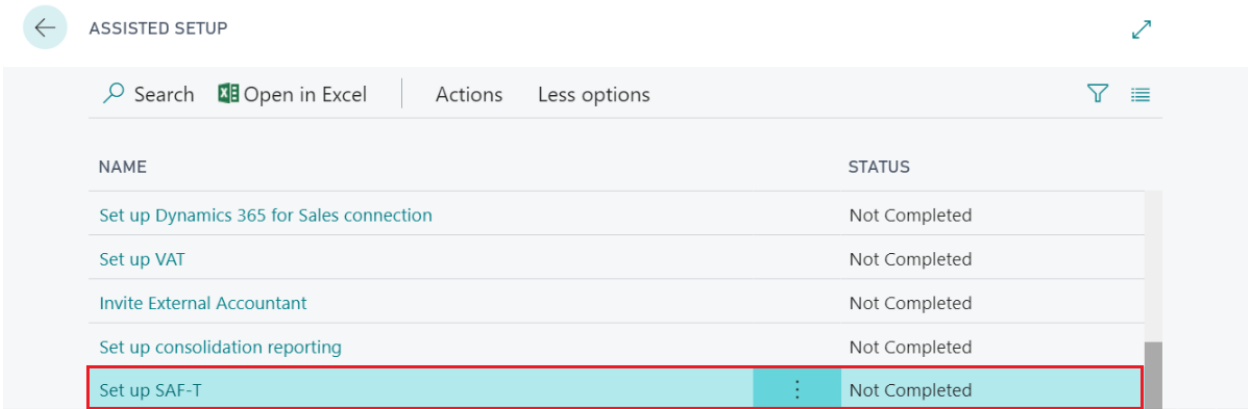 ASSISTED SETUP
Search Open in Excel Actions Less options
NAME STATUS
Set up Dynamics 365 for Sales connection Not Completed
Set up VAT Not Completed
Invite External Accountant Not Completed
Set up consolidation reporting Not Completed
Set up SAF-T Not Completed